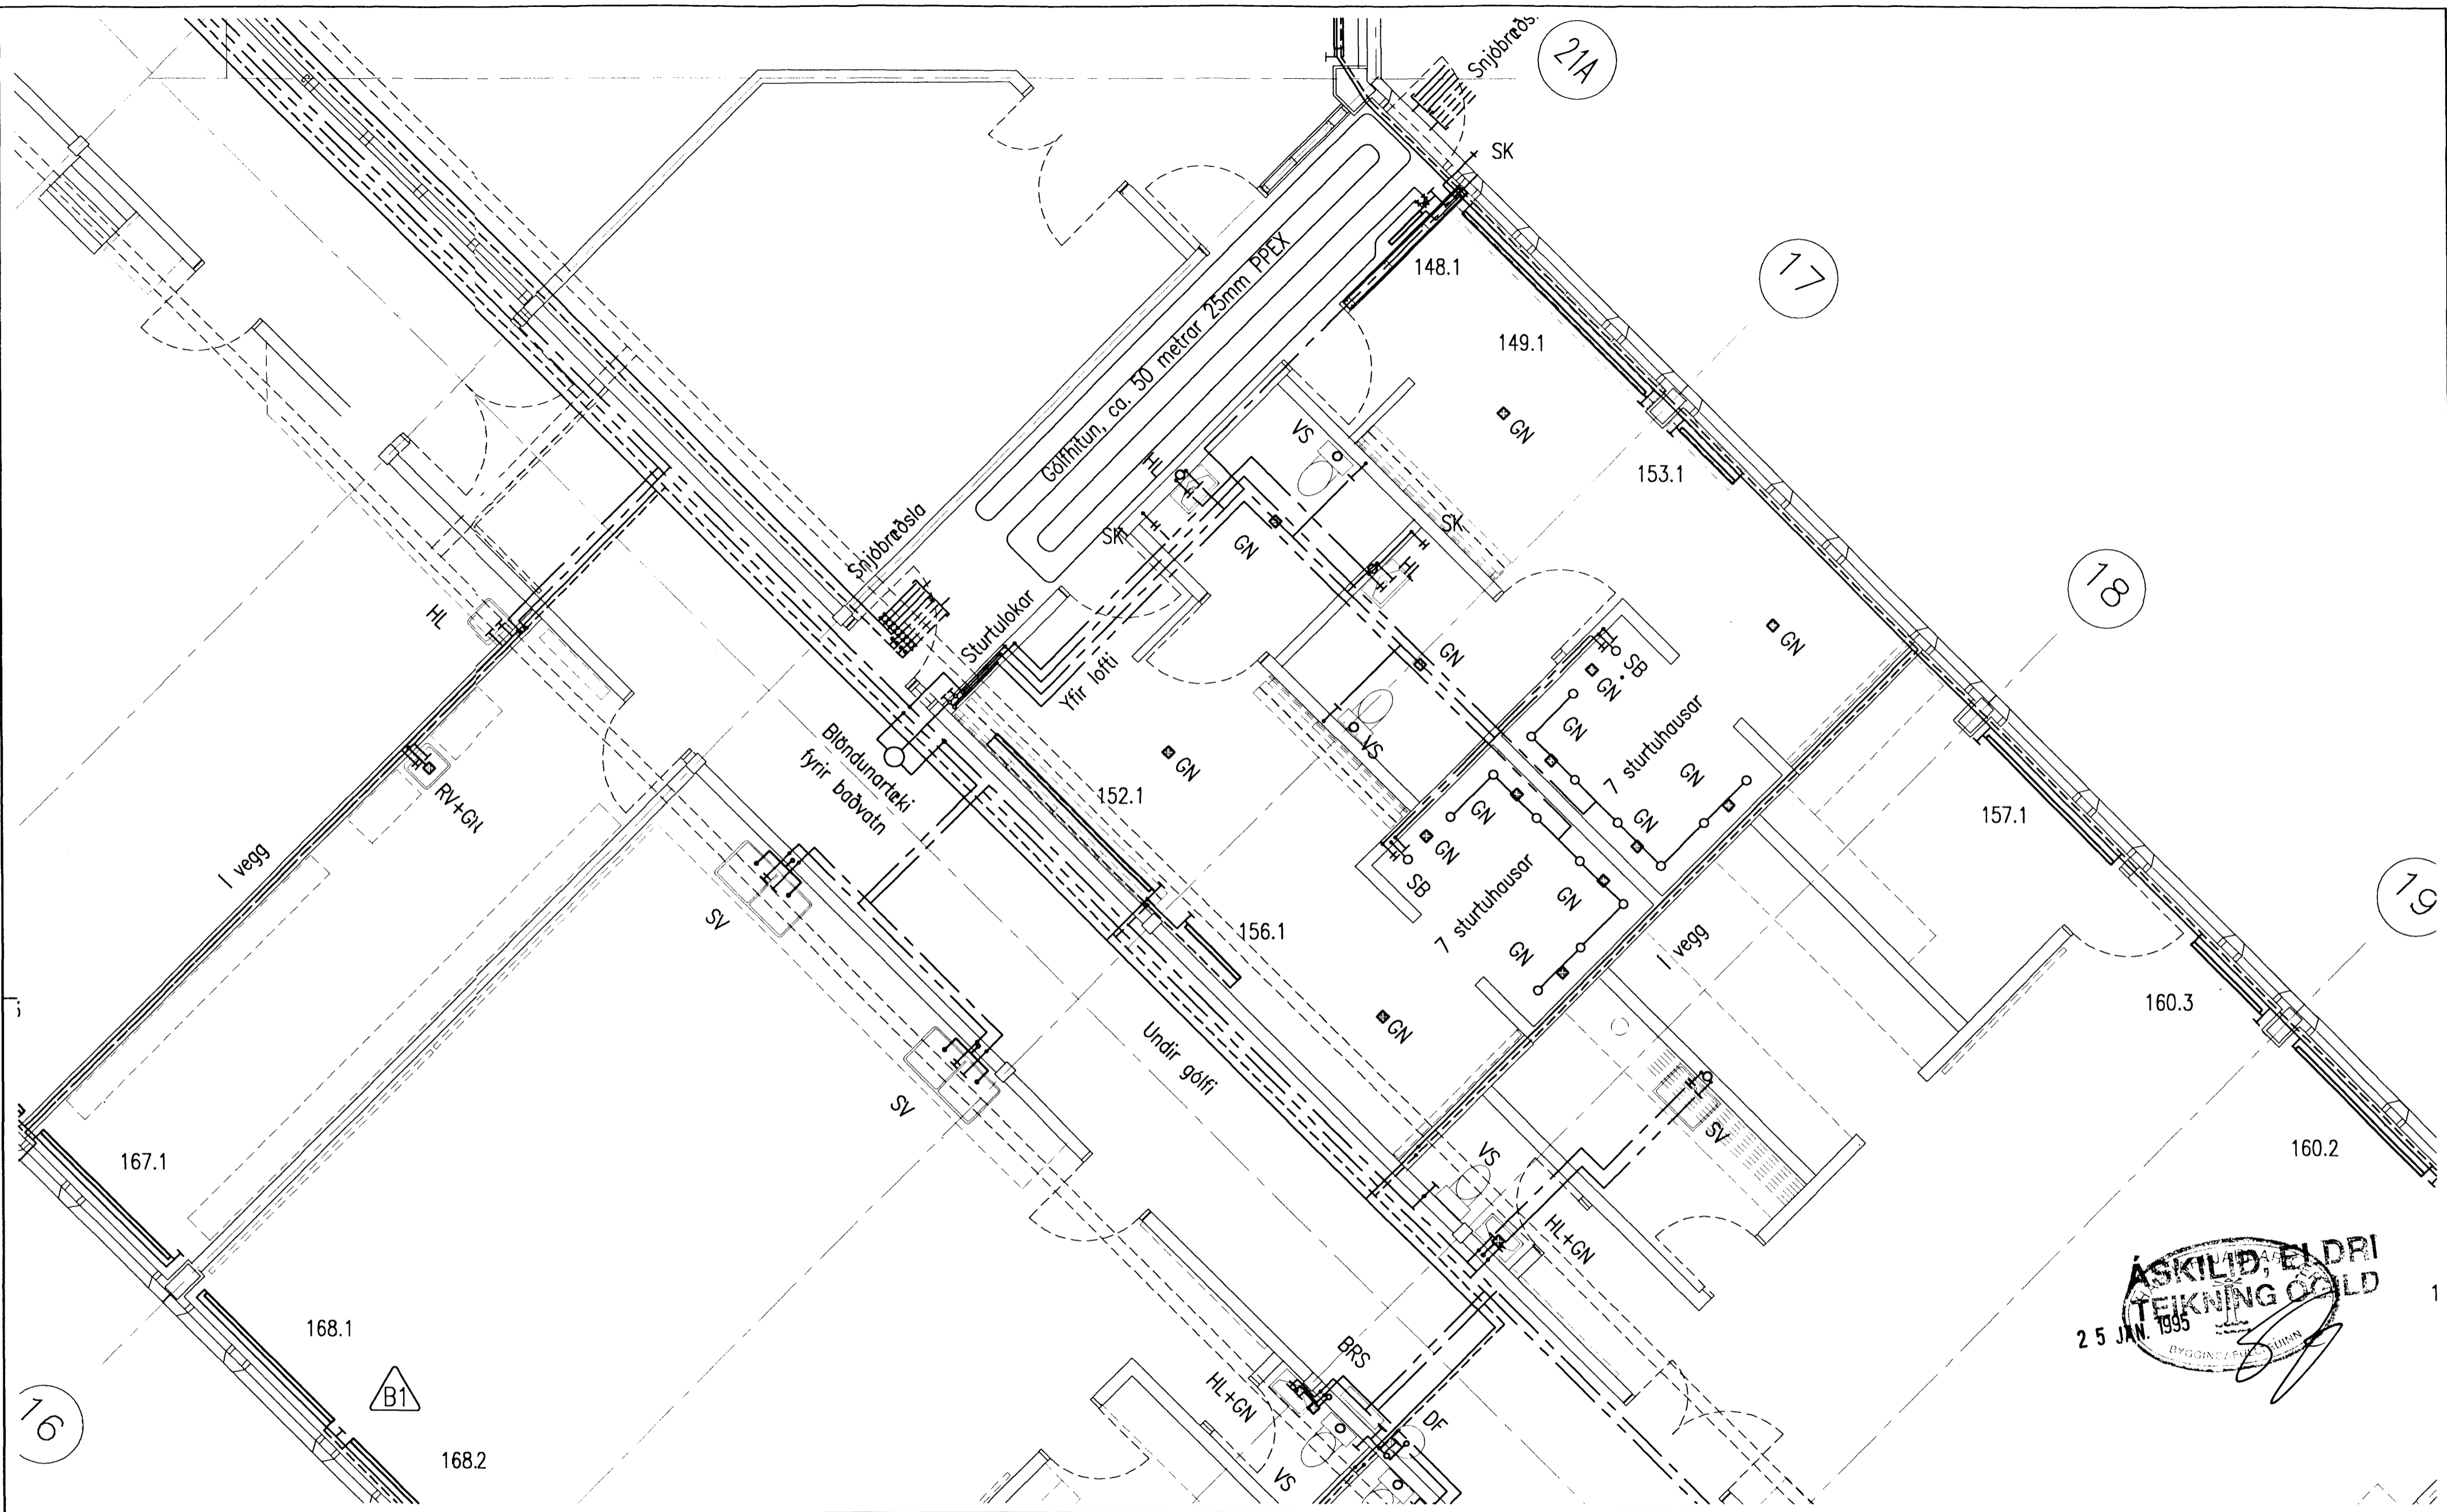 Snjóbræðs.
21A
SK
148.1
17
149.1
Gólfhitun, ca. 50 metrar 25mm PPEX
GN
VS
HL
153.1
SK
SK
GN
HL
Snjóbræðsla
18
HL
Sturtulokar
GN
GN
SB
GN
Yfir lofti
GN
7 sturtuhausar
VS
GN
Blöndunartæki
fyrir baðvatn
GN
RV+GN
152.1
GN
GN
157.1
GN
SB
7 sturtuhausar
GN
19
Í vegg
SV
156.1
GN
Í vegg
160.3
GN
Undir gólfi
SV
SV
VS
160.2
167.1
HL+GN
ÁSKILIÐ, ELDRI
TEIKNING ÓGILD
25 JAN. 1995
168.1
BRS
B1
HL+GN
DF
16
168.2
VS